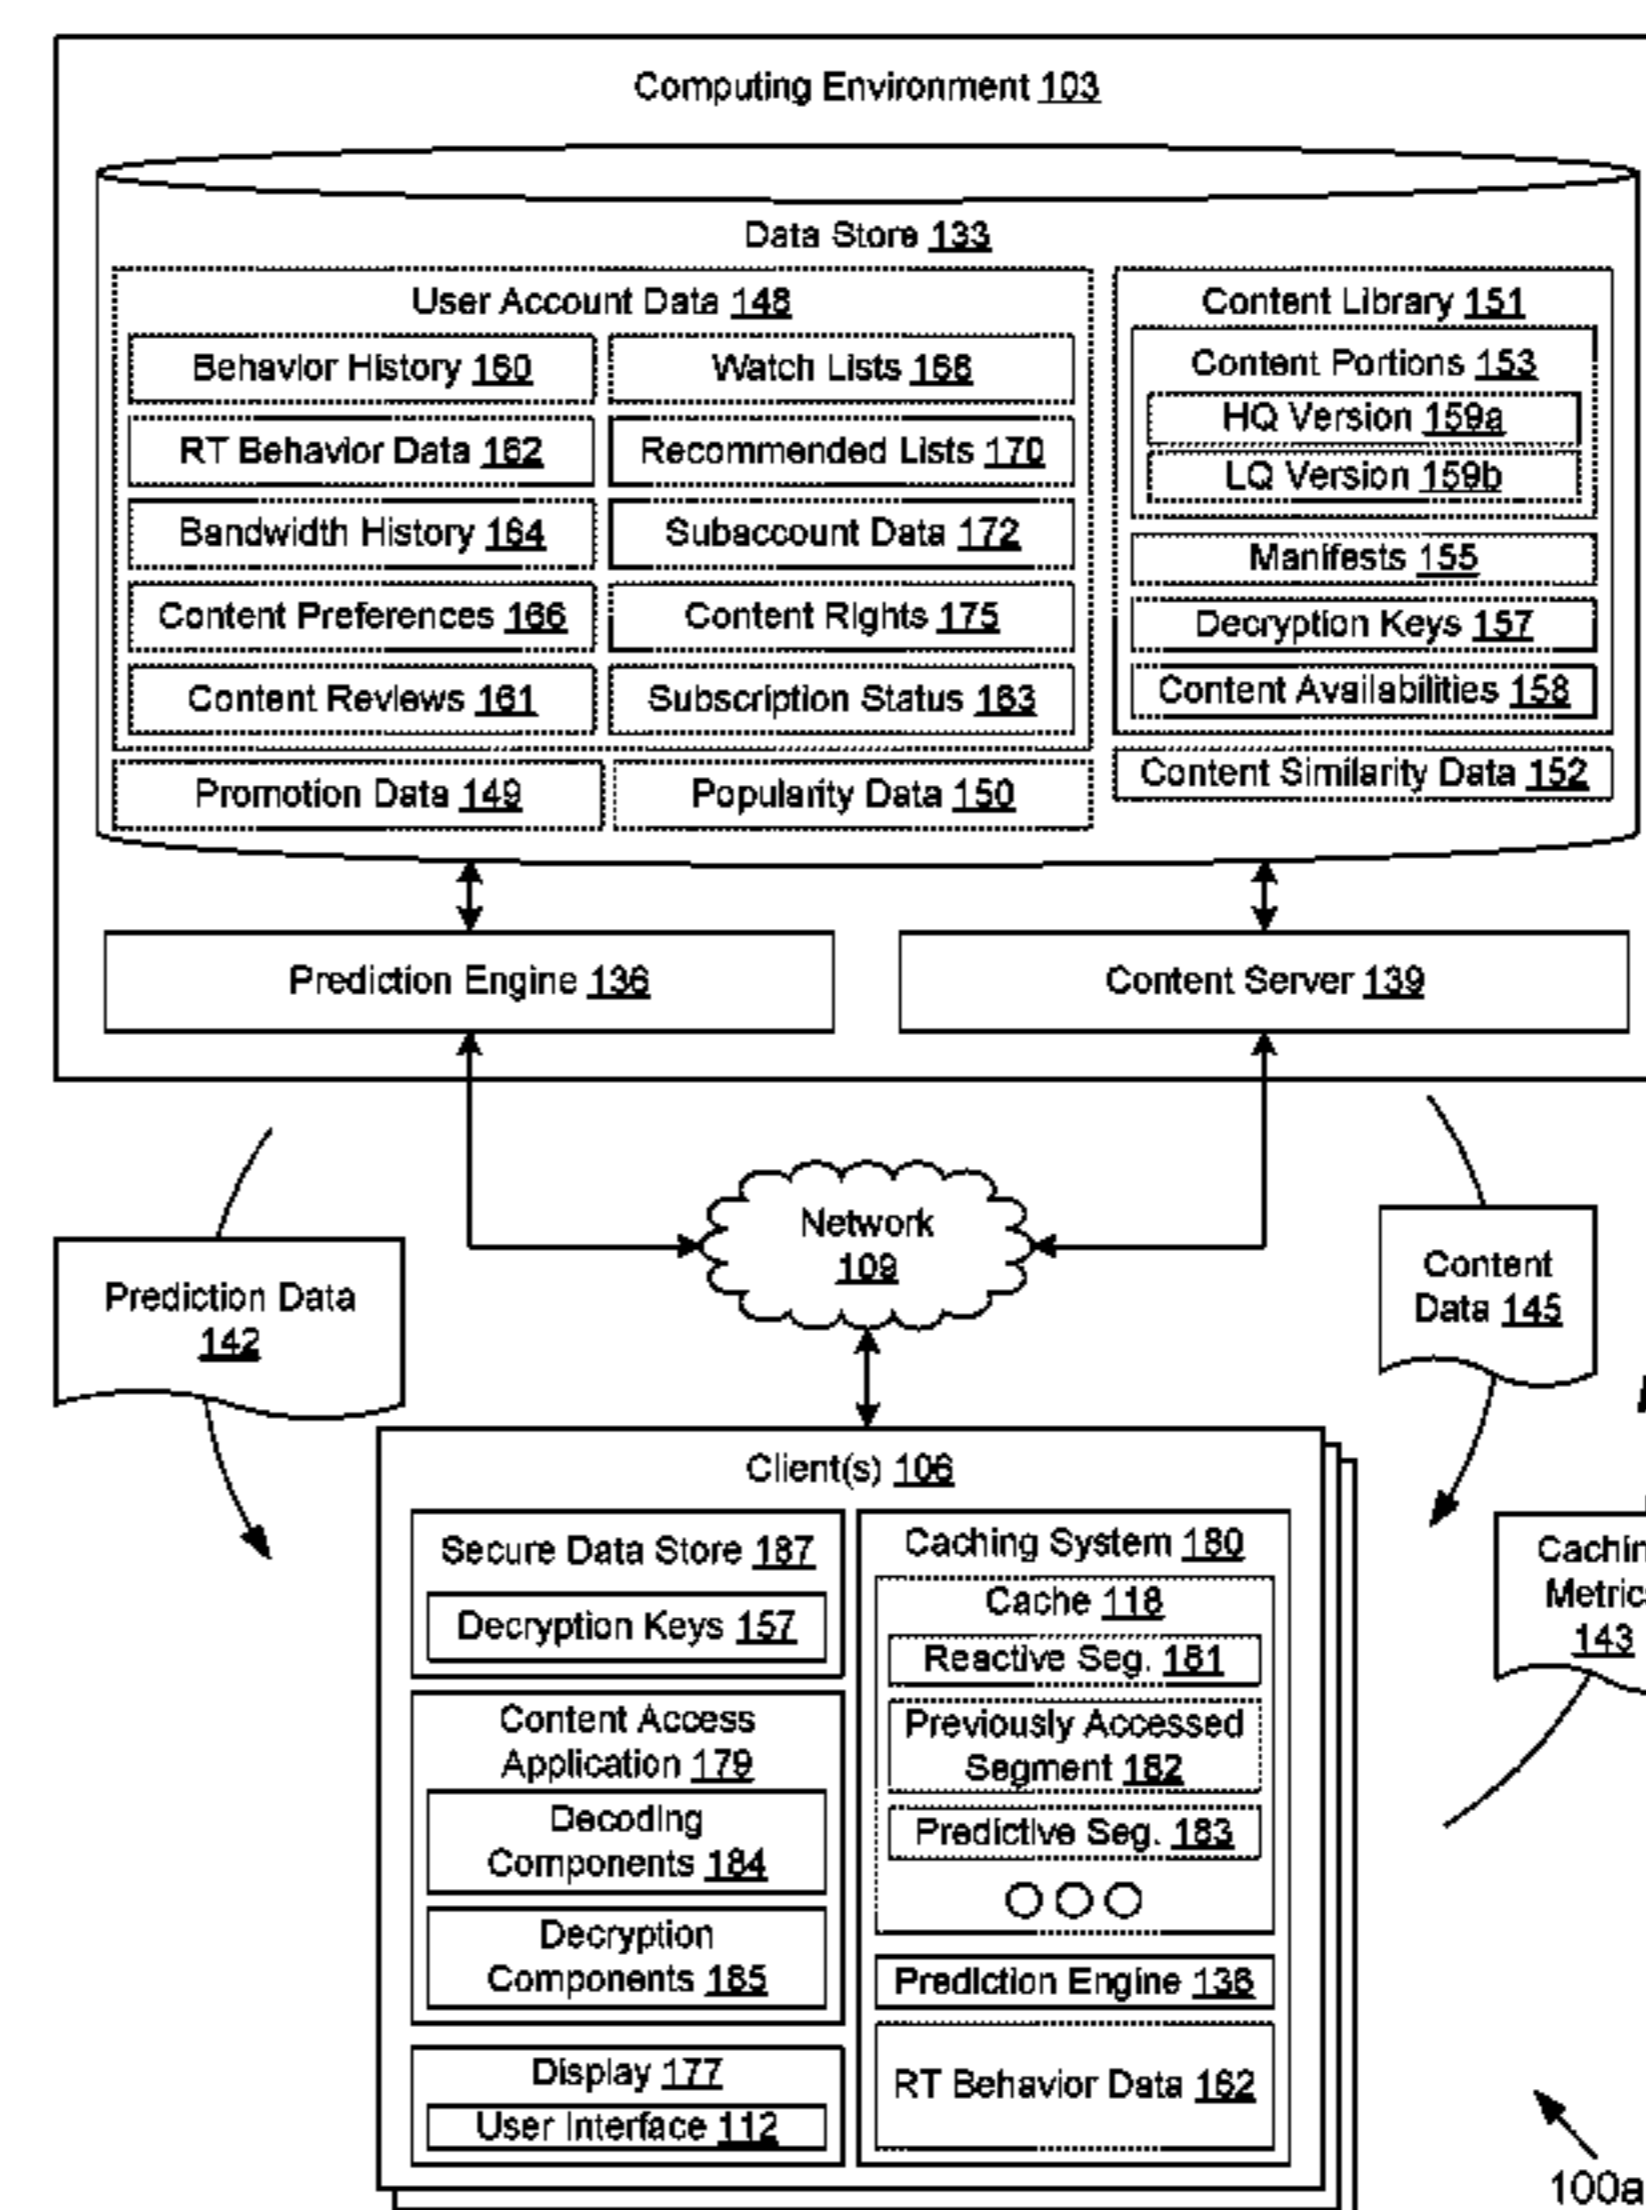 Computing Environment 103
Data Store 133
User Account Data 148
Behavior History 160
Watch Lists 168
RT Behavior Data 162
Recommended Lists 170
Bandwidth History 164
Subaccount Data 172
Content Preferences 166
Content Rights 175
Content Reviews 161
Subscription Status 163
Promotion Data 149
Popularity Data 150
Content Library 151
Content Portions 153
HQ Version 159a
LQ Version 159b
Manifests 155
Decryption Keys 157
Content Availabilities 158
Content Similarity Data 152
Prediction Engine 136
Content Server 139
Network
109
Prediction Data
142
Content
Data 145
Client(s) 106
Secure Data Store 187
Decryption Keys 157
Content Access
Application 179
Decoding
Components 184
Decryption
Components 185
Display 177
User Interface 112
Caching System 180
Cache 118
Reactive Seg. 181
Previously Accessed
Segment 182
Predictive Seg. 183
Prediction Engine 136
RT Behavior Data 162
Cachin
Metrics
143
100a